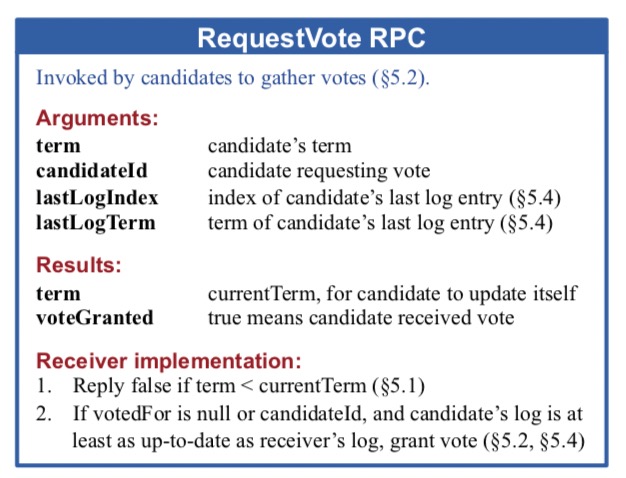 RequestVote RPC
Invoked by candidates to gather votes (§5.2).
Arguments:
term candidate's term
candidateId candidate requesting vote
lastLogIndex index of candidate's last log entry (§5.4)
lastLogTerm term of candidate's last log entry (§5.4)
Results:
term currentTerm, for candidate to update itself
voteGranted true means candidate received vote
Receiver implementation:
1. Reply false if term < currentTerm (§5.1)
2. If votedFor is null or candidateId, and candidate's log is at
least as up-to-date as receiver's log, grant vote (§5.2, §5.4)